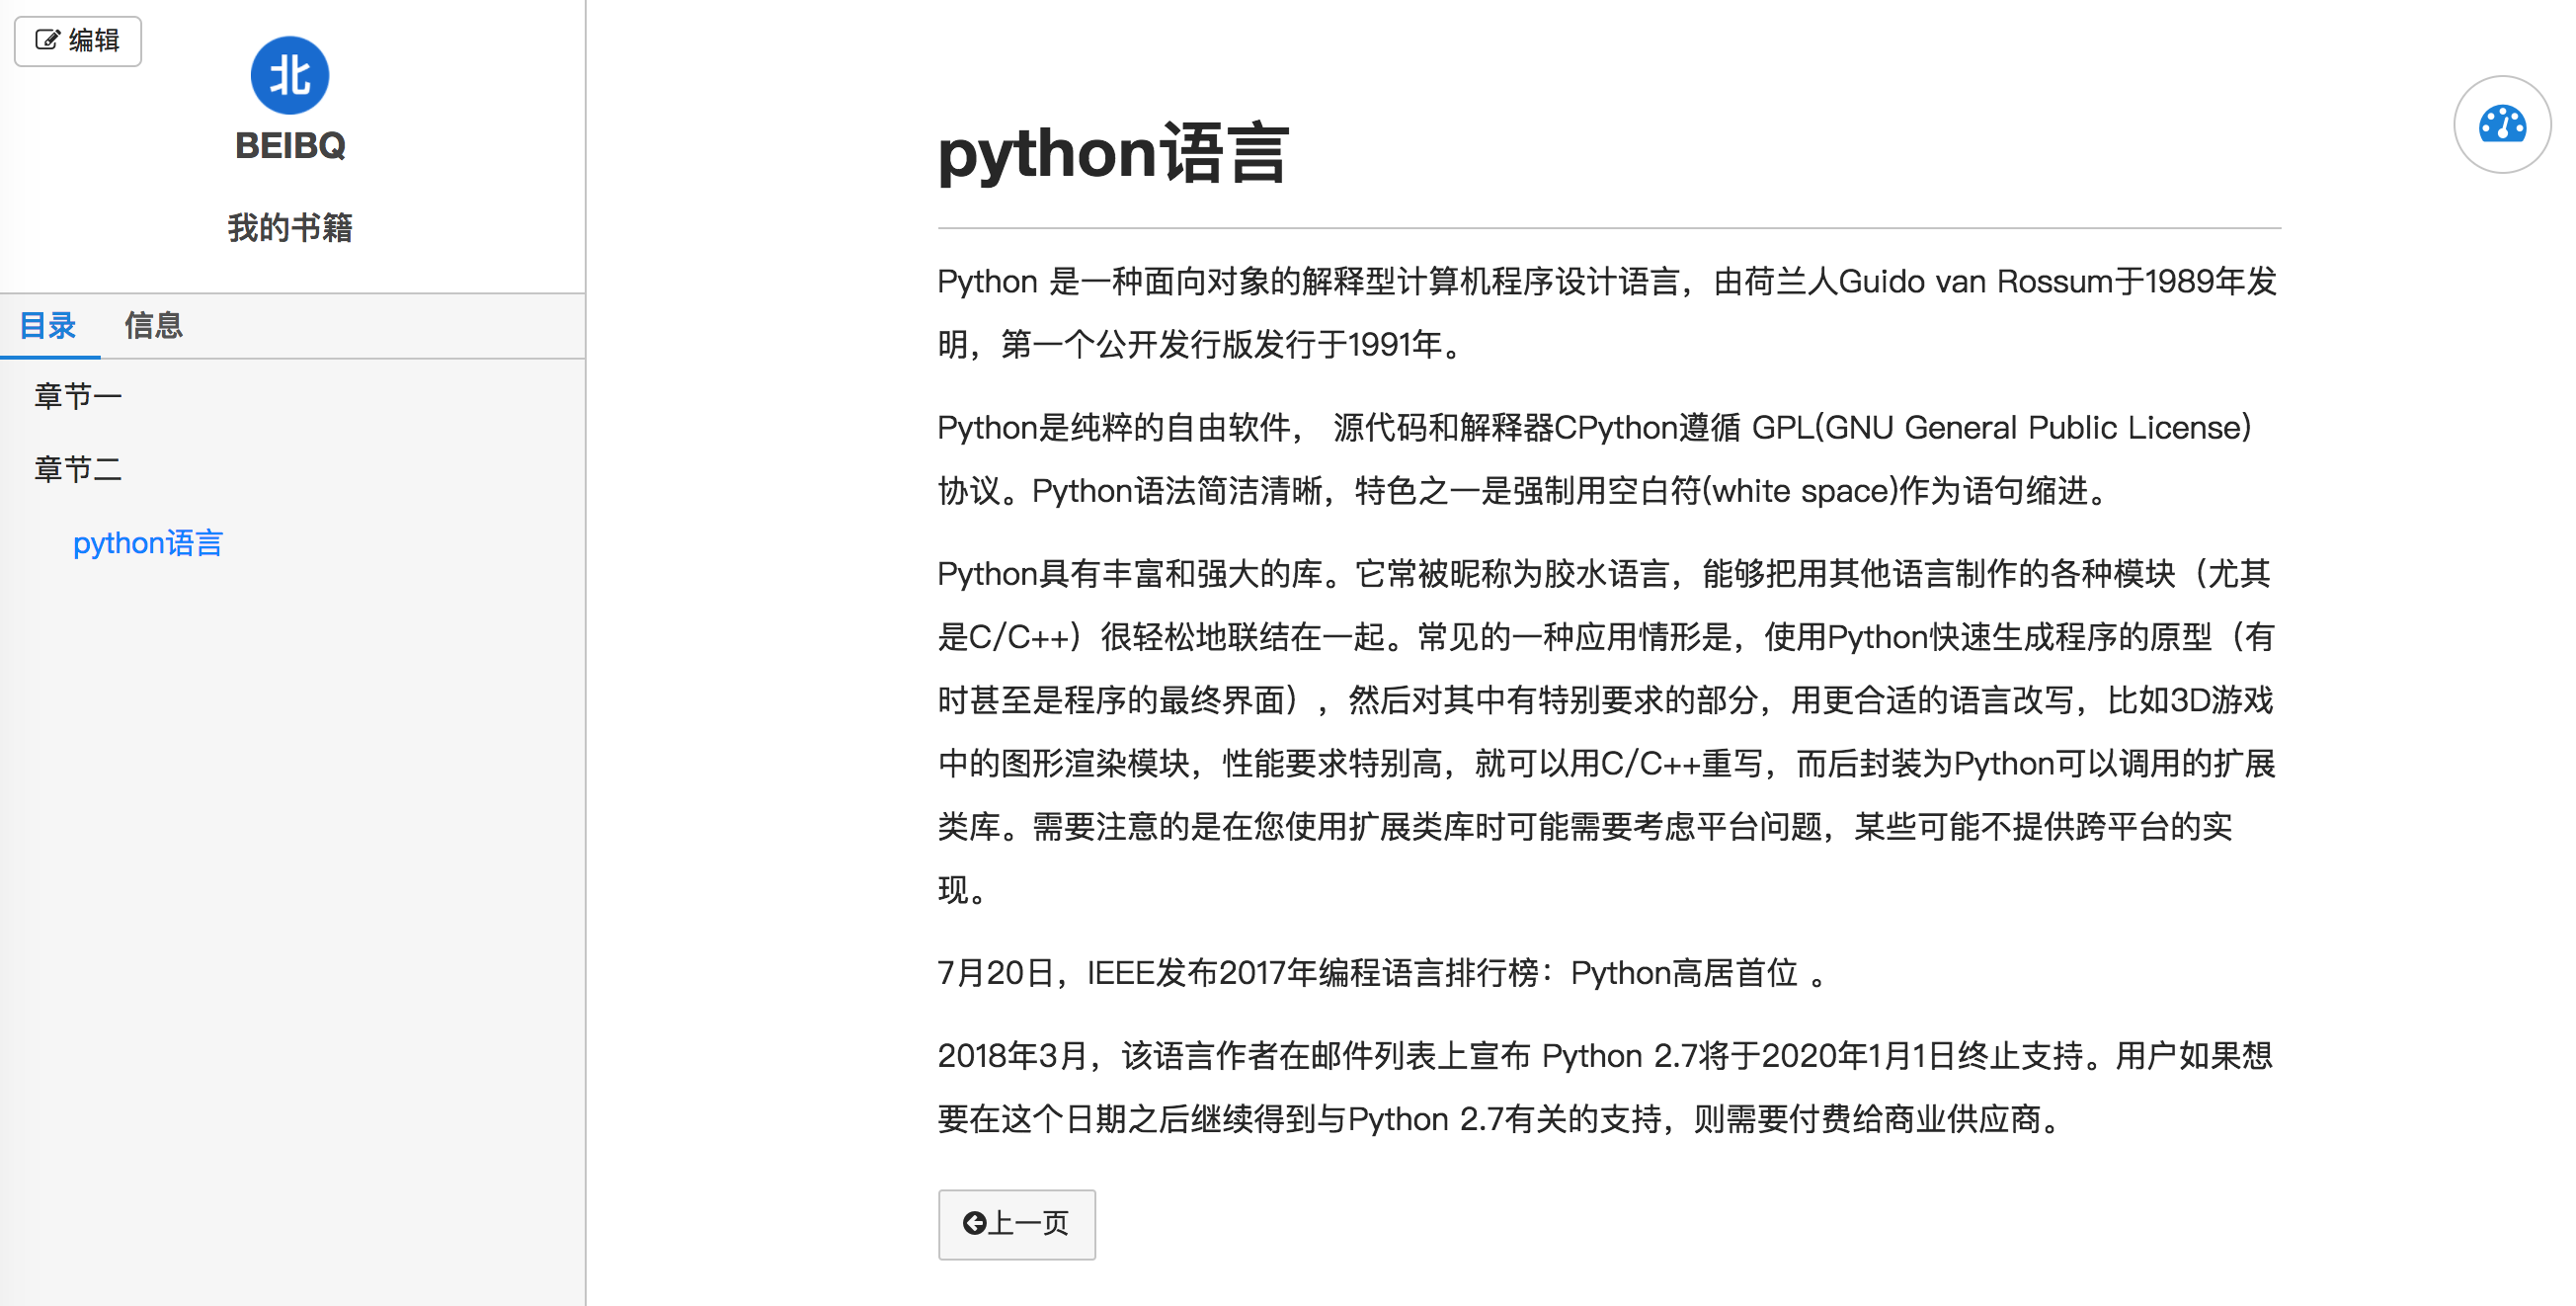 编辑
北
BEIBQ
我的书籍
目录 信息
章节一
章节二
python语言
python语言
Python 是一种面向对象的解释型计算机程序设计语言，由荷兰人Guido van Rossum于1989年发
明，第一个公开发行版发行于1991年。
Python是纯粹的自由软件， 源代码和解释器CPython遵循 GPL(GNU General Public License)
协议。Python语法简洁清晰，特色之一是强制用空白符(white space)作为语句缩进。
Python具有丰富和强大的库。它常被昵称为胶水语言，能够把用其他语言制作的各种模块（尤其
是C/C++）很轻松地联结在一起。常见的一种应用情形是，使用Python快速生成程序的原型（有
时甚至是程序的最终界面），然后对其中有特别要求的部分，用更合适的语言改写，比如3D游戏
中的图形渲染模块，性能要求特别高，就可以用C/C++重写，而后封装为Python可以调用的扩展
类库。需要注意的是在您使用扩展类库时可能需要考虑平台问题，某些可能不提供跨平台的实
现。
7月20日，IEEE发布2017年编程语言排行榜：Python高居首位 。
2018年3月，该语言作者在邮件列表上宣布 Python 2.7将于2020年1月1日终止支持。用户如果想
要在这个日期之后继续得到与Python 2.7有关的支持，则需要付费给商业供应商。
上一页